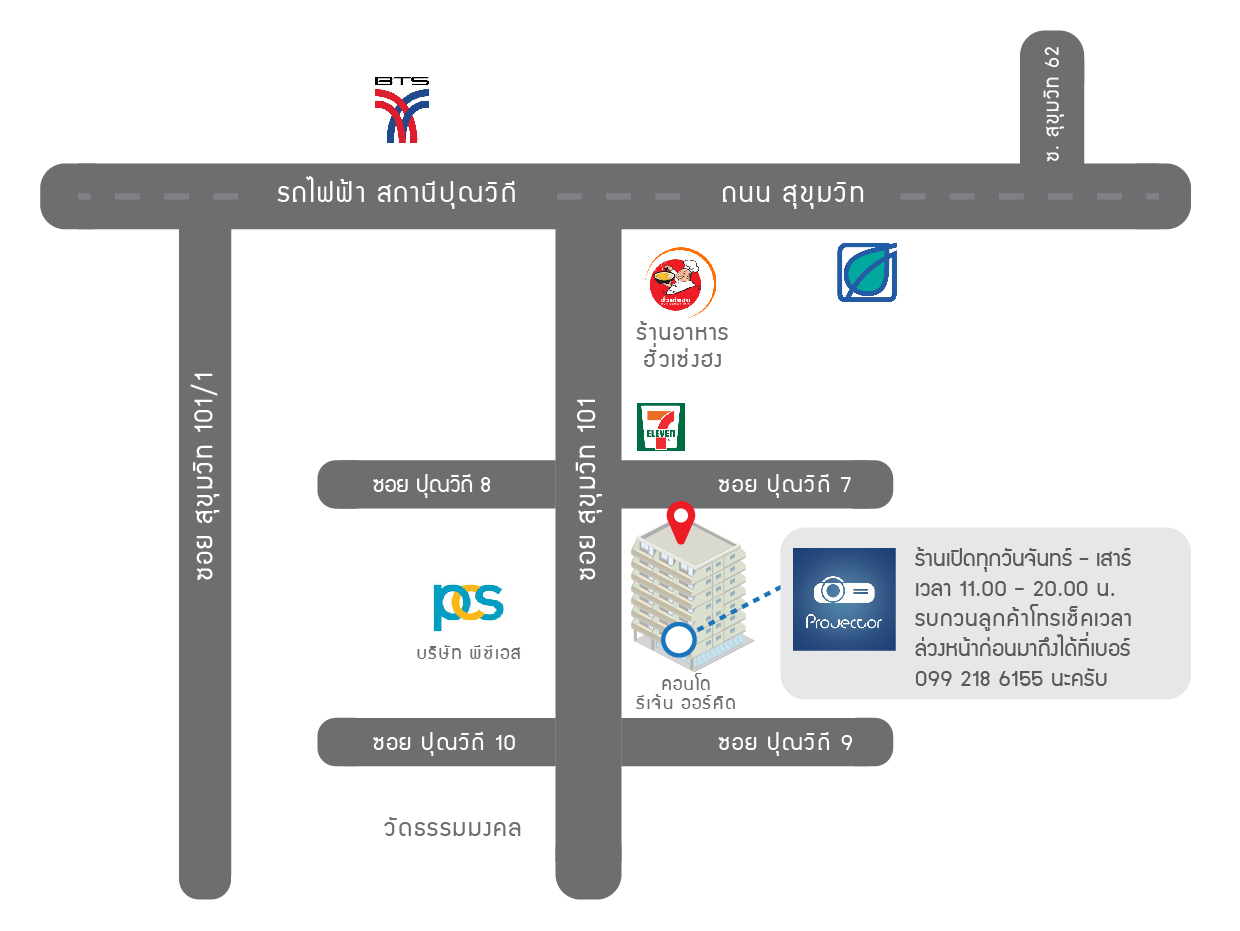 ซ. สุขุมวิท 62
BTS
รถไฟฟ้า สถานีปุณวิถี
ถนน สุขุมวิท
ร้านอาหาร
ฮั่วเซ่งฮง
ซอย สุขุมวิท 101/1
ซอย สุขุมวิท 101
7
ELEVEn
ซอย ปุณวิถี 8
ซอย ปุณวิถี 7
pcs
บริษัท พีซีเอส
Projector
ร้านเปิดทุกวันจันทร์ - เสาร์
เวลา 11.00 - 20.00 น.
รบกวนลูกค้าโทรเช็คเวลา
ล่วงหน้าก่อนมาถึงได้ที่เบอร์
099 218 6155 นะครับ
คอนโด
รีเจ้น ออร์คิด
ซอย ปุณวิถี 10
ซอย ปุณวิถี 9
วัดธรรมมงคล